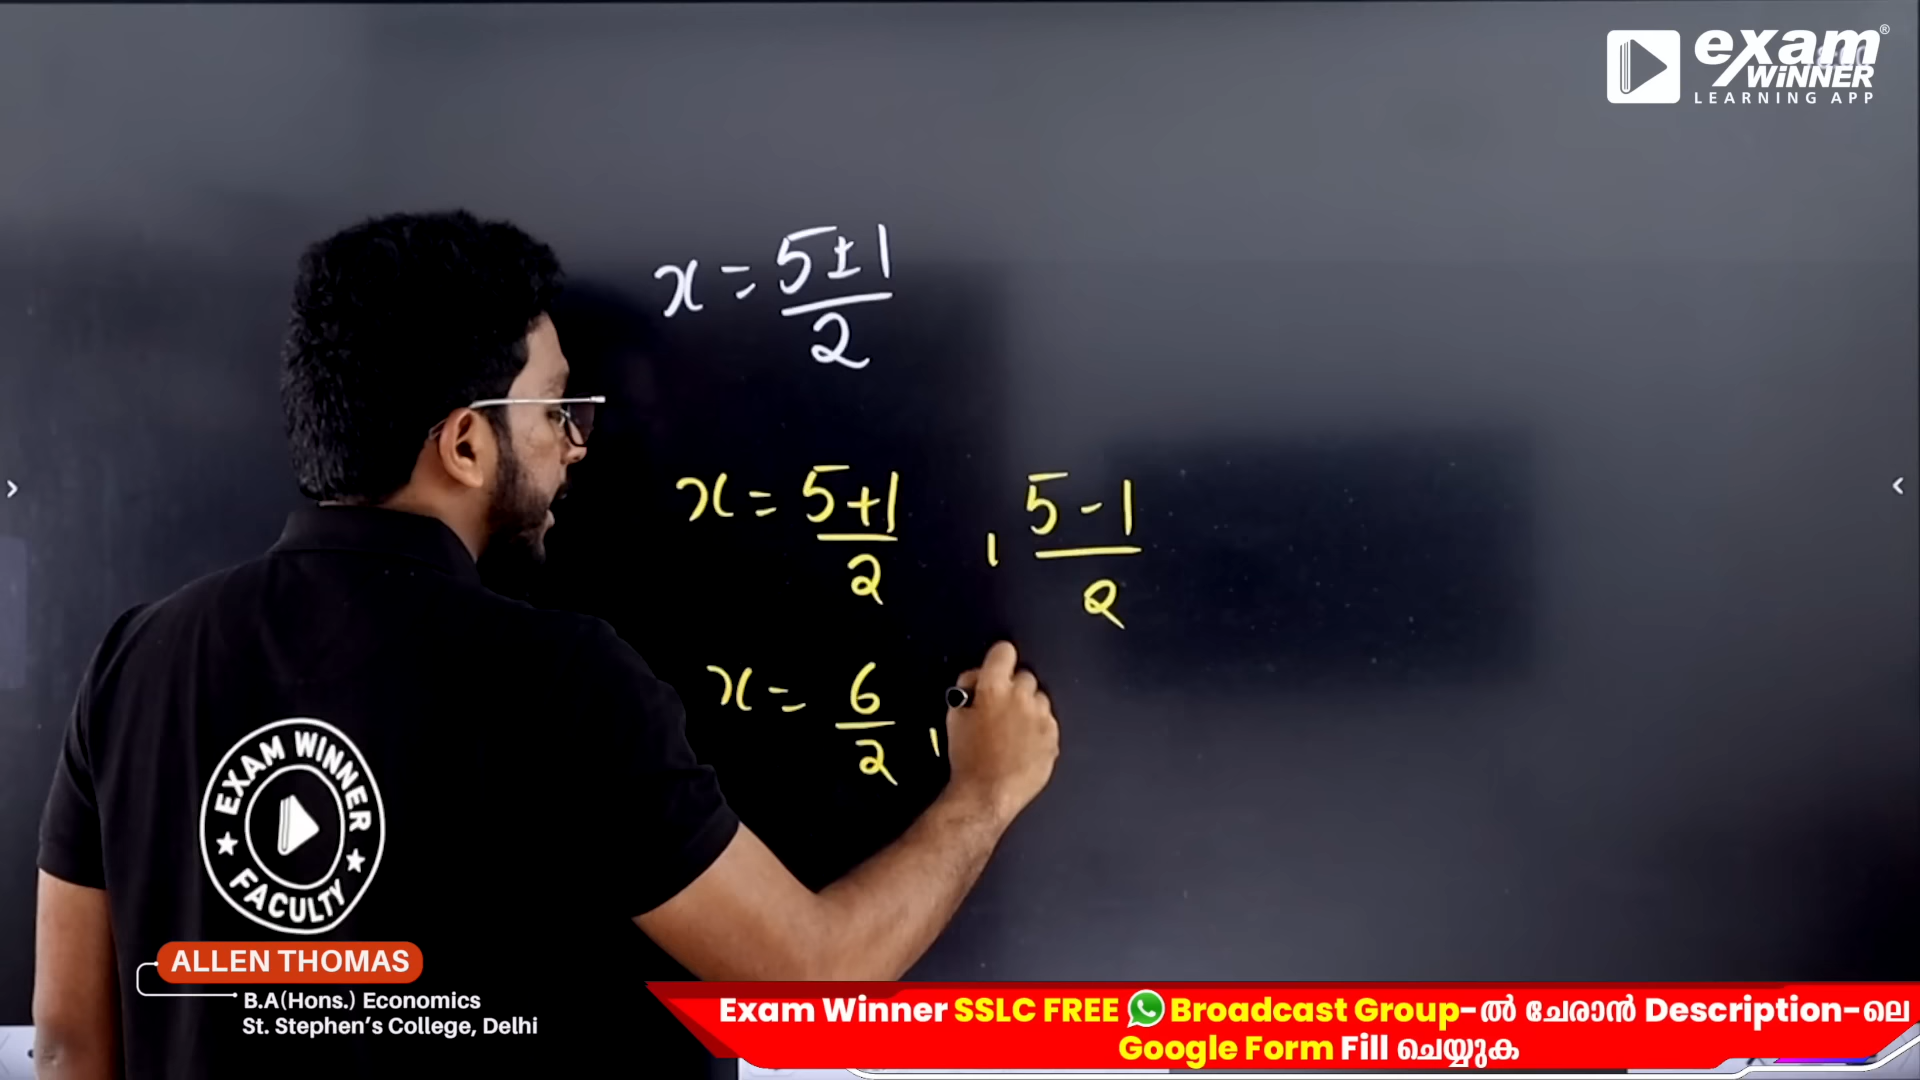 exam
WiNNER
LEARNING APP
x = 5±1
2
x = 5+1 , 5-1
2 2
x = 6 ,
2
EXAM WINNER
FACULTY
ALLEN THOMAS
B.A(Hons.) Economics
St. Stephen's College, Delhi
Exam Winner SSLC FREE Broadcast Group-ൽ ചേരാൻ Description-ലെ
Google Form Fill ചെയ്യുക